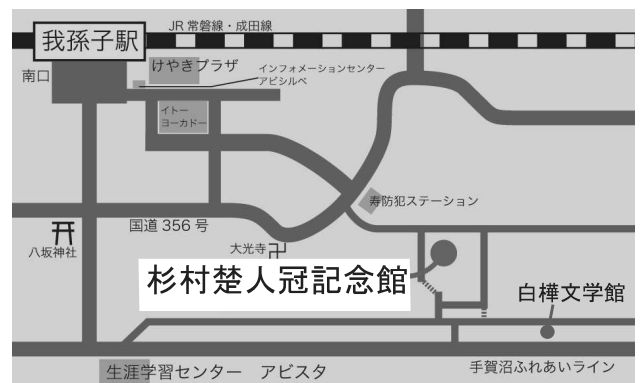 JR 常磐線・成田線
我孫子駅
南口
けやきプラザ
インフォメーションセンター
アビシルベ
イトー
ヨーカドー
寿防犯ステーション
国道 356 号
八坂神社
大光寺
杉村楚人冠記念館
白樺文学館
生涯学習センター　アビスタ
手賀沼ふれあいライン